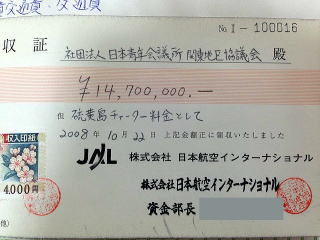 No I-100016
収証
社団法人 日本青年会議所 関東地区協議会 殿
¥14,700,000.―
但 硫黄島チャーター料金として
2008年10月22日 上記金額正に領収いたしました
JAL 株式会社 日本航空インターナショナル
株式会社日本航空インターナショナル
資金部長
収入印紙
4,000円
他)